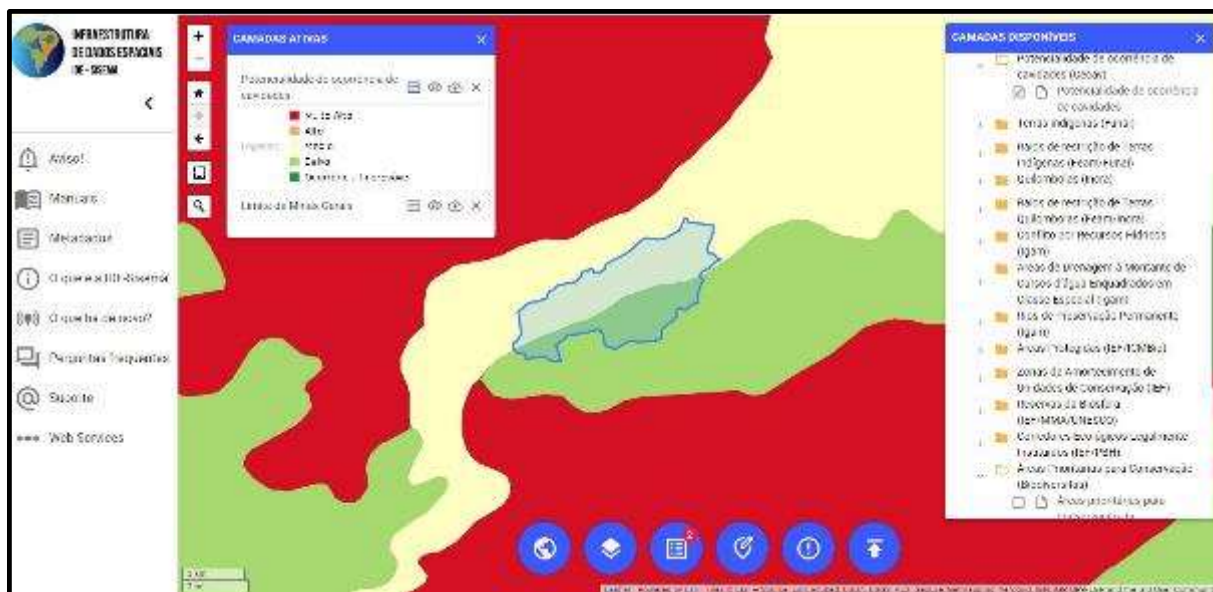 INFRAESTRUTURA
DE DADOS ESPACIAIS
IDE - SISEMA
Aviso!
Manuais
Metadados
O que é a IDE-Sisema
O que há de novo?
Perguntas frequentes
Suporte
Web Services
CAMADAS ATIVAS
Potencialidade de ocorrência de
cavidades
Muito Alto
Alto
Médio
Baixo
Limite de Minas Gerais
2
CAMADAS DISPONÍVEIS
Potencialidade de ocorrência de
cavidades (Cecav)
Potencialidade de ocorrência
de cavidades
Terras Indígenas (Funai)
Raios de restrição de Terras
Indígenas (Feam/Funai)
Quilombolas (Incra)
Raios de restrição de Terras
Quilombolas (Feam/Incra)
Conflito por Recursos Hídricos
(Igam)
Áreas de Drenagem à Montante de
Cursos d'água Enquadrados em
Classe Especial (Igam)
Rios de Preservação Permanente
(Igam)
Áreas Protegidas (IEF/ICMBio)
Zonas de Amortecimento de
Unidades de Conservação (IEF)
Reservas da Biosfera
(IEF/MMA/UNESCO)
Corredores Ecológicos Legalmente
Instituídos (IEF/PBH)
Áreas Prioritárias para Conservação
(Biodiversitas)
Áreas prioritárias para